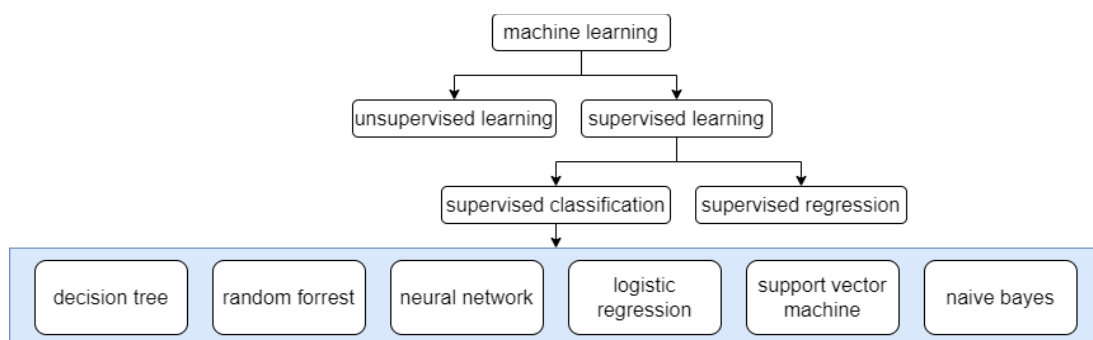 machine learning
unsupervised learning
supervised learning
supervised classification
supervised regression
decision tree
random forrest
neural network
logistic
regression
support vector
machine
naive bayes